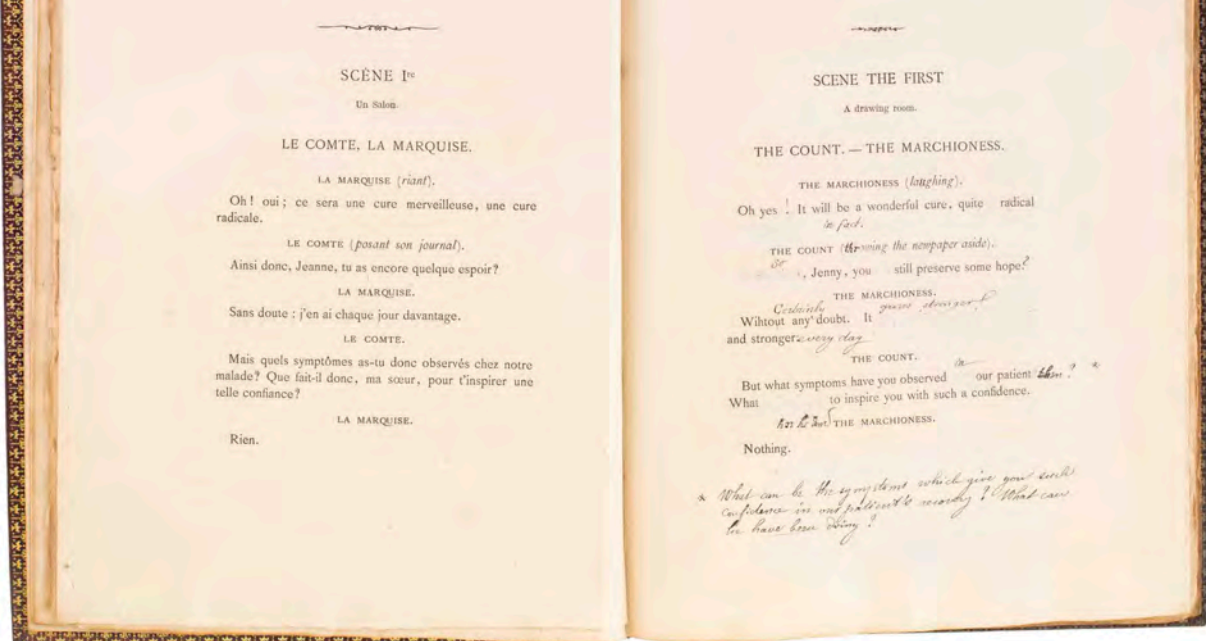 SCÈNE Ire
Un Salon.
LE COMTE, LA MARQUISE.
LA MARQUISE (riant).
Oh ! oui ; ce sera une cure merveilleuse, une cure
radicale.
LE COMTE (posant son journal).
Ainsi donc, Jeanne, tu as encore quelque espoir?
LA MARQUISE.
Sans doute : j'en ai chaque jour davantage.
LE COMTE.
Mais quels symptômes as-tu donc observés chez notre
malade? Que fait-il donc, ma sœur, pour t'inspirer une
telle confiance?
LA MARQUISE.
Rien.
SCENE THE FIRST
A drawing room.
THE COUNT. — THE MARCHIONESS.
THE MARCHIONESS (laughing).
Oh yes ! It will be a wonderful cure, quite radical
in fact.
THE COUNT (throwing the newpaper aside).
So , Jenny, you still preserve some hope?
THE MARCHIONESS.
Certainly grows stronger
Wihtout any doubt. It
and stronger every day
THE COUNT.
But what symptoms have you observed in our patient then? *
What to inspire you with such a confidence.
has he THE MARCHIONESS.
Nothing.
* What can be the symptoms which give you such
confidence in our patient's recovery? What can
he have been doing?